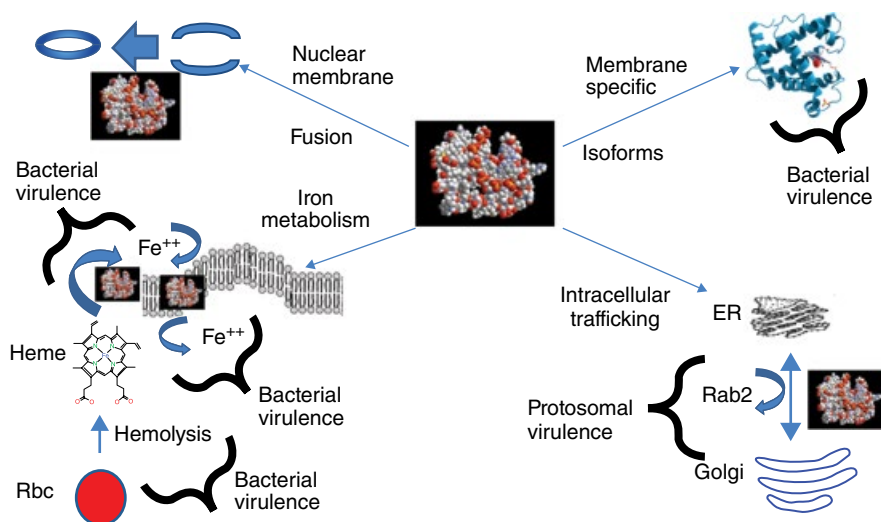 Nuclear
membrane
Fusion
Membrane
specific
Isoforms
Bacterial
virulence
Bacterial
virulence
Iron
metabolism
Fe++
Fe++
Heme
Bacterial
virulence
Hemolysis
Rbc
Bacterial
virulence
Intracellular
trafficking
ER
Protosomal
virulence
Rab2
Golgi